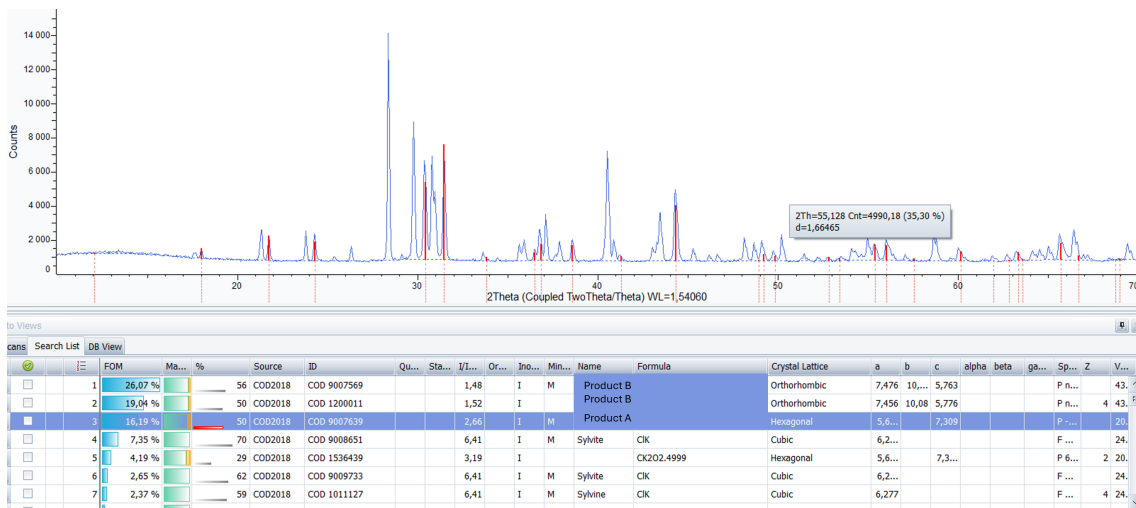 14 000
12 000
10 000
8 000
6 000
4 000
2 000
0
Counts
2Th=55,128 Cnt=4990,18 (35,30 %)
d=1,66465
20 30 40 50 60 70
2Theta (Coupled TwoTheta/Theta) WL=1,54060
to Views
cans Search List DB View
FOM Ma... % Source ID Qu... Sta... I/I... Or... Ino... Min... Name Formula Crystal Lattice a b c alpha beta ga... Sp... Z V...
1 26,07 % 56 COD2018 COD 9007569 1,48 I M Product B Orthorhombic 7,476 10,... 5,763 P n... 43.
2 19,04 % 50 COD2018 COD 1200011 1,52 I Product B Orthorhombic 7,456 10,08 5,776 P n... 4 43.
3 16,19 % 50 COD2018 COD 9007639 2,66 I M Product A Hexagonal 5,6... 7,309 P -... 20.
4 7,35 % 70 COD2018 COD 9008651 6,41 I M Sylvite ClK Cubic 6,2... F ... 24.
5 4,19 % 29 COD2018 COD 1536439 3,19 I CK2O2.4999 Hexagonal 5,6... 7,3... P 6... 2 20.
6 2,65 % 62 COD2018 COD 9009733 6,41 I M Sylvite ClK Cubic 6,2... F ... 24.
7 2,37 % 59 COD2018 COD 1011127 6,41 I M Sylvine ClK Cubic 6,277 F ... 4 24.